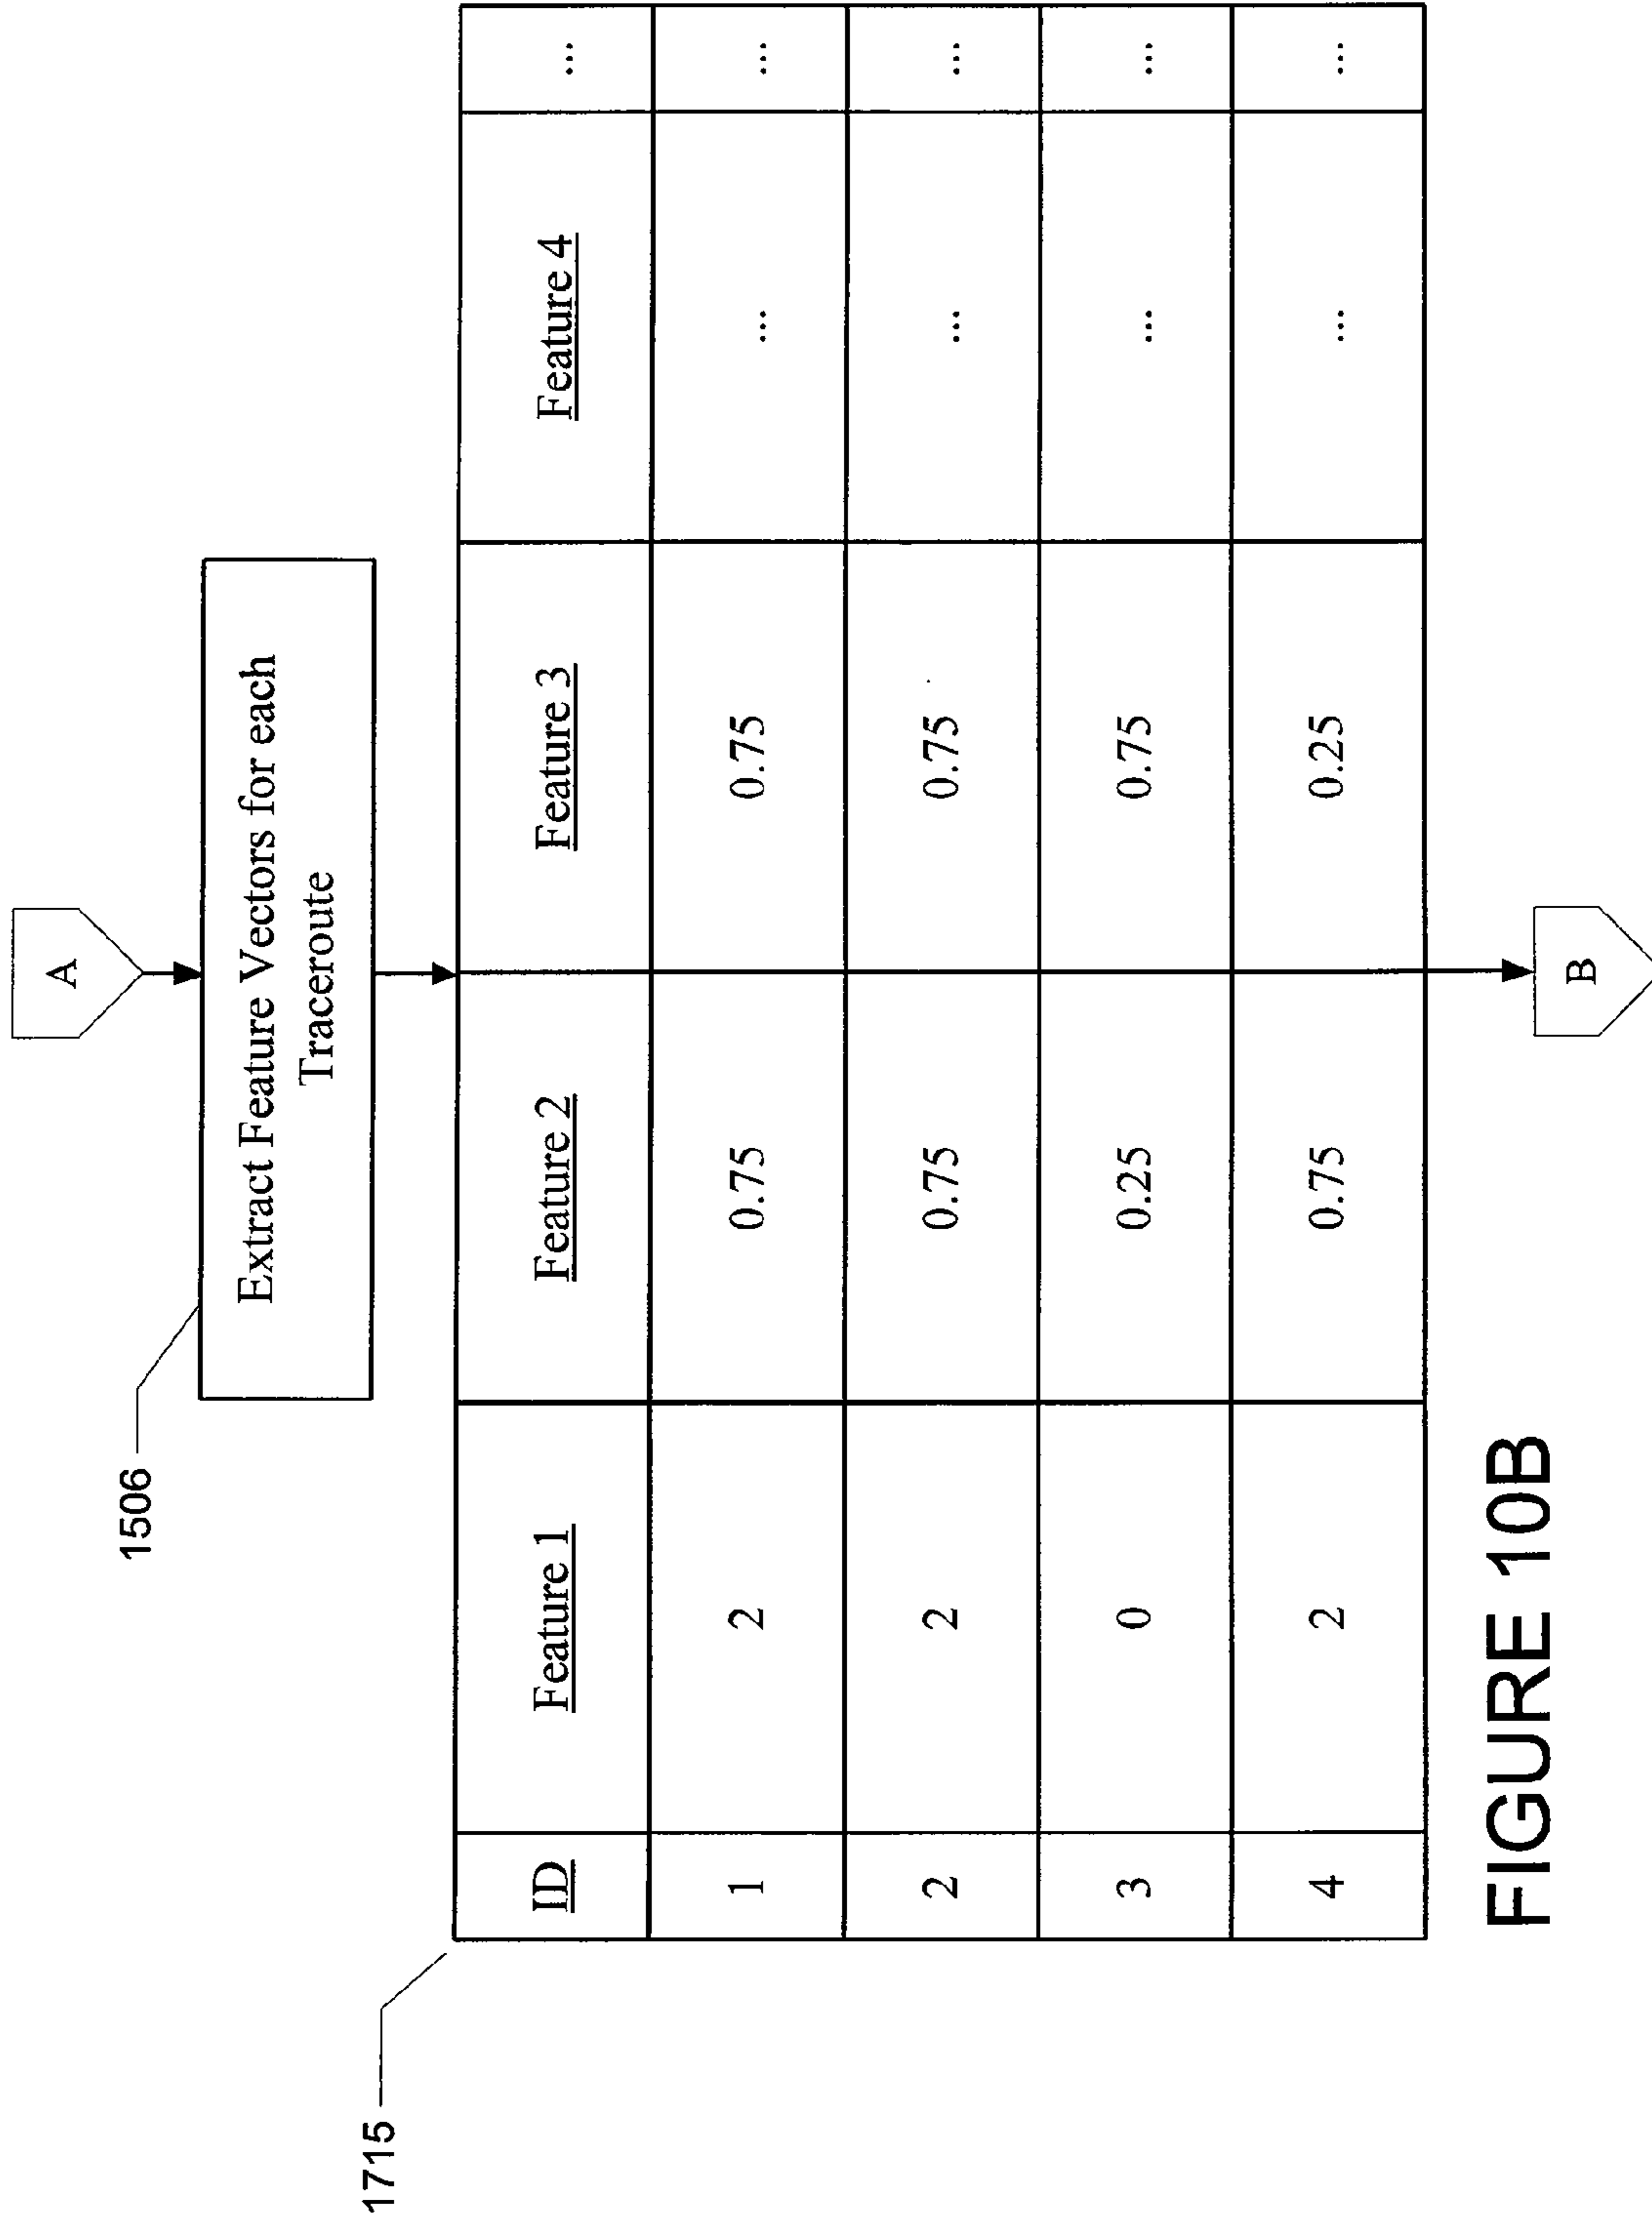 A
1506
Extract Feature Vectors for each
Traceroute
1715
ID Feature 1 Feature 2 Feature 3 Feature 4 ...
1 2 0.75 0.75 ... ...
2 2 0.75 0.75 ... ...
3 0 0.25 0.75 ... ...
4 2 0.75 0.25 ... ...
B
FIGURE 10B